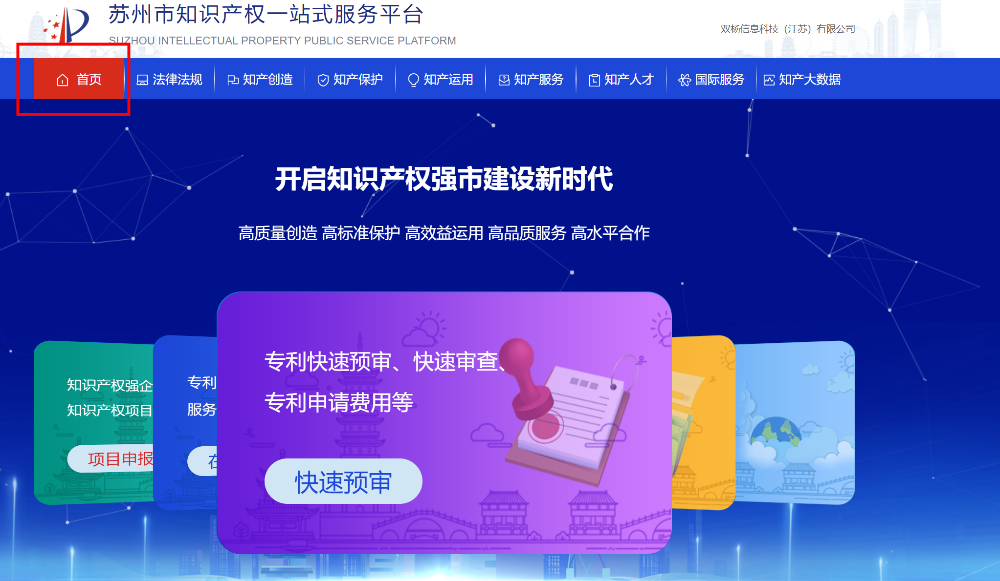 苏州市知识产权一站式服务平台
SUZHOU INTELLECTUAL PROPERTY PUBLIC SERVICE PLATFORM
双杨信息科技（江苏）有限公司
首页 法律法规 知产创造 知产保护 知产运用 知产服务 知产人才 国际服务 知产大数据
开启知识产权强市建设新时代
高质量创造 高标准保护 高效益运用 高品质服务 高水平合作
知识产权强企
知识产权项目
项目申报
专利
服务
在
专利快速预审、快速审查、
专利申请费用等
快速预审